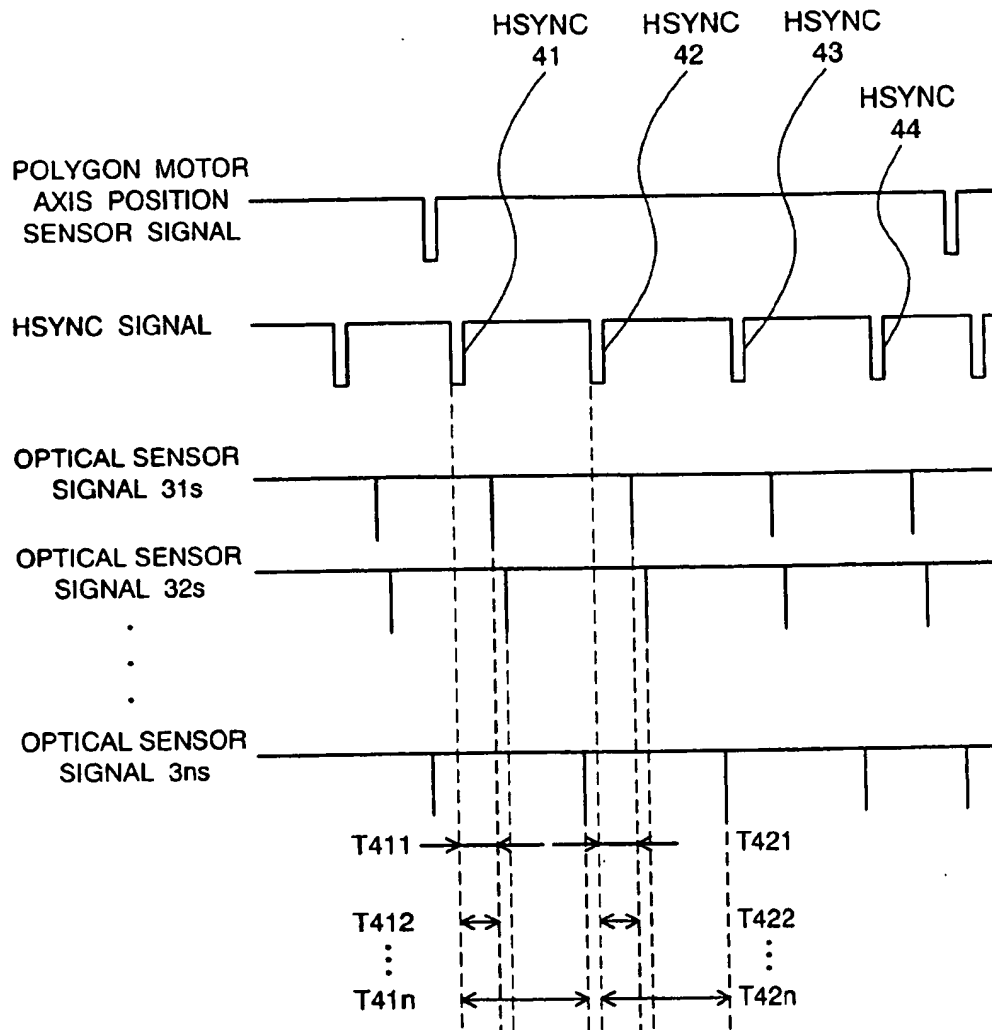 HSYNC
41
HSYNC
42
HSYNC
43
HSYNC
44
POLYGON MOTOR
AXIS POSITION
SENSOR SIGNAL
HSYNC SIGNAL
OPTICAL SENSOR
SIGNAL 31s
OPTICAL SENSOR
SIGNAL 32s
OPTICAL SENSOR
SIGNAL 3ns
T411
T421
T412
T422
T41n
T42n